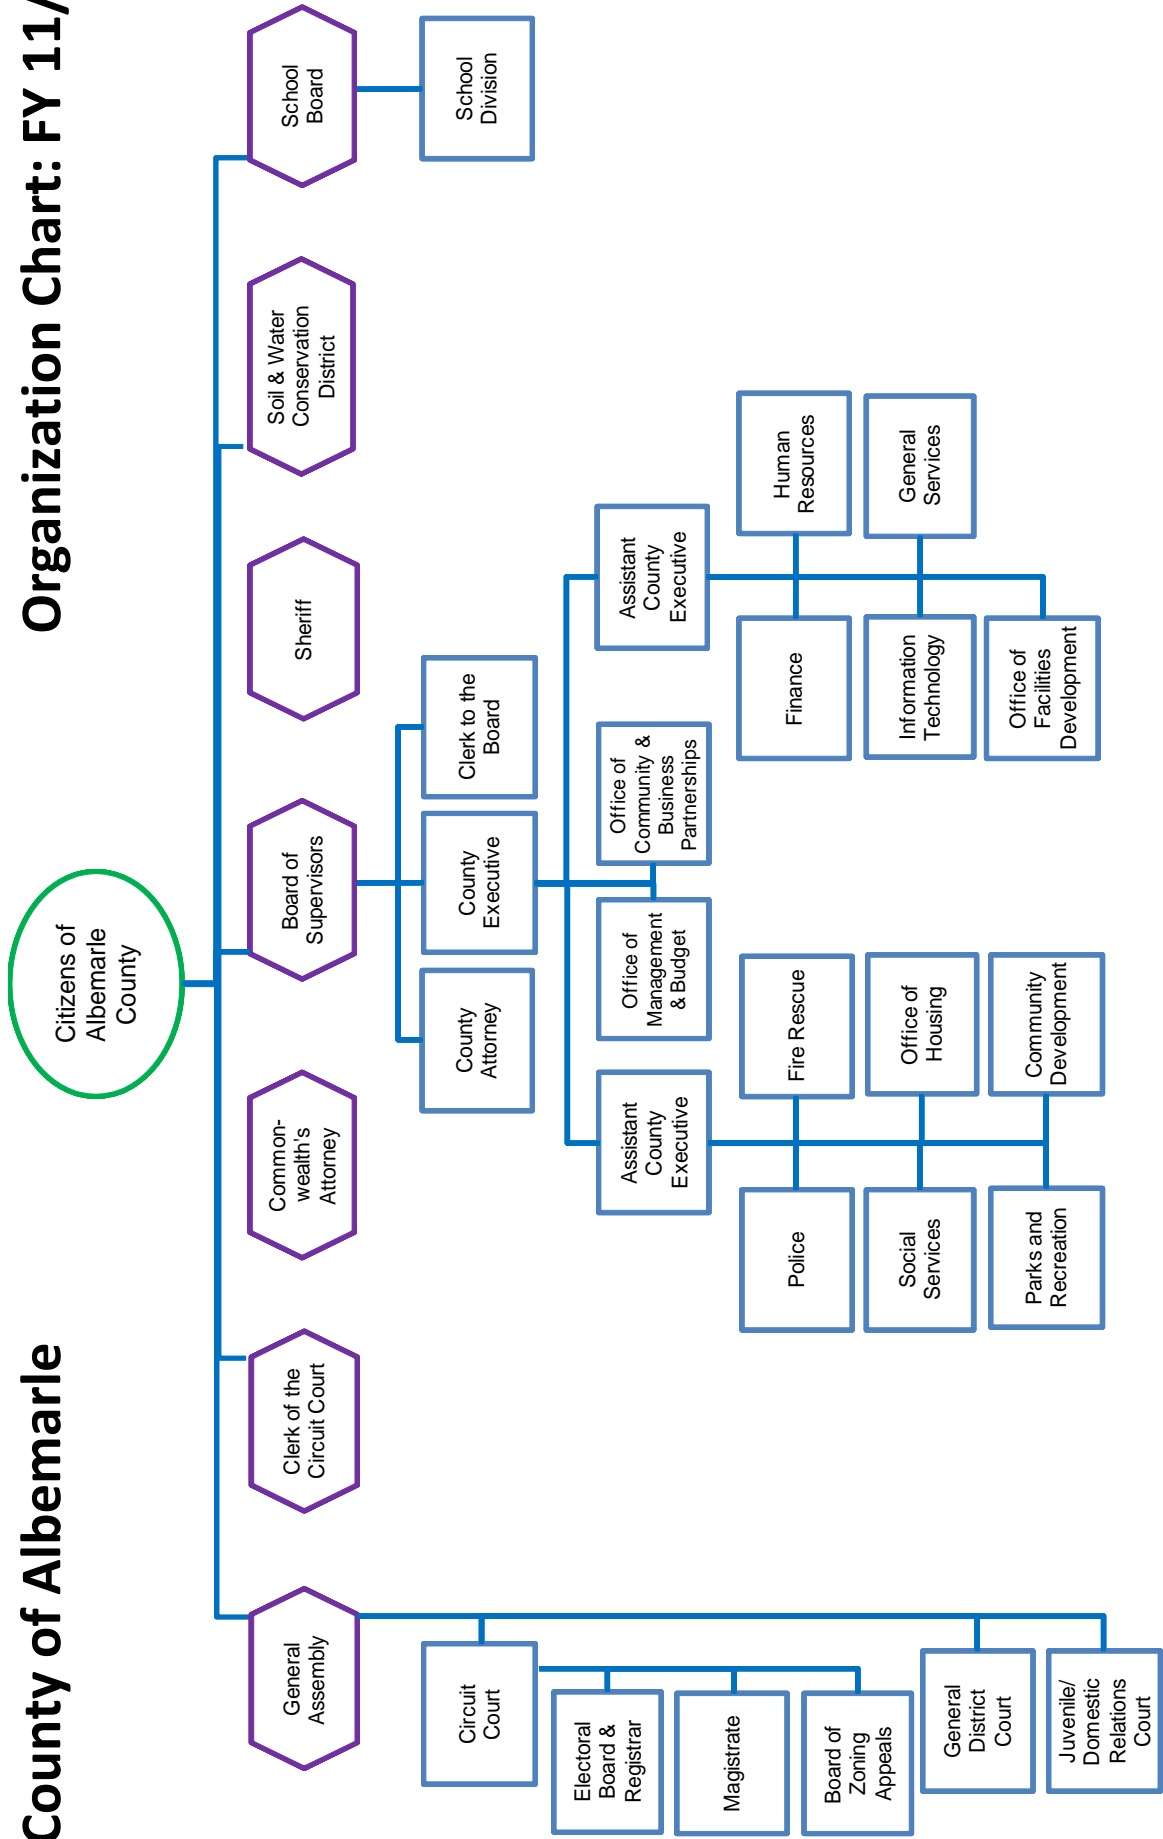 County of Albemarle
Organization Chart: FY 11/
Citizens of
Albemarle
County
General
Assembly
Clerk of the
Circuit Court
Common-
wealth's
Attorney
Board of
Supervisors
Sheriff
Soil & Water
Conservation
District
School
Board
Circuit
Court
County
Attorney
County
Executive
Clerk to the
Board
School
Division
Electoral
Board &
Registrar
Magistrate
Board of
Zoning
Appeals
General
District
Court
Juvenile/
Domestic
Relations
Court
Assistant
County
Executive
Office of
Management
& Budget
Office of
Community &
Business
Partnerships
Assistant
County
Executive
Police
Fire Rescue
Social
Services
Office of
Housing
Parks and
Recreation
Community
Development
Finance
Human
Resources
Information
Technology
General
Services
Office of
Facilities
Development